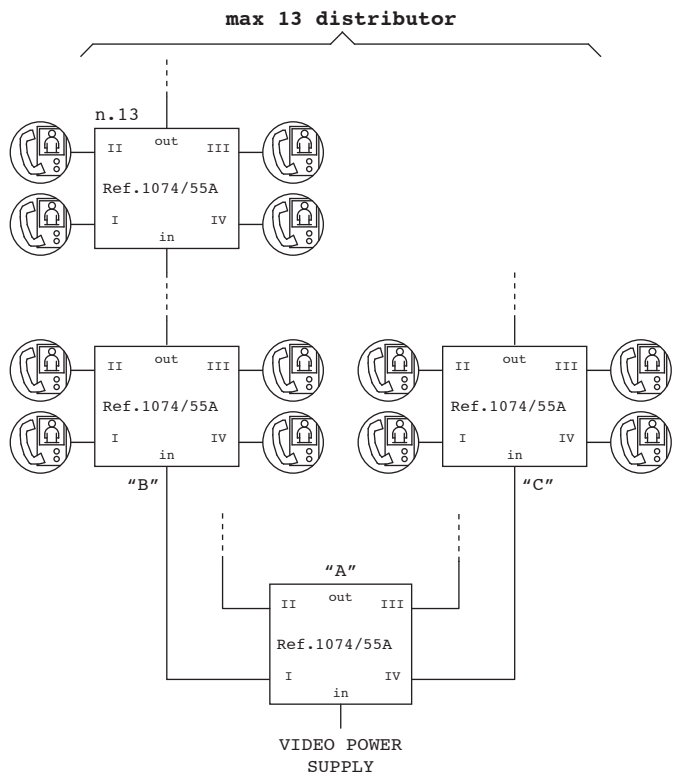 max 13 distributor
n.13
out
II III
Ref.1074/55A
I IV
in
out
II III
Ref.1074/55A
I IV
in
“B”
out
II III
Ref.1074/55A
I IV
in
“C”
“A”
out
II III
Ref.1074/55A
I IV
in
VIDEO POWER
SUPPLY